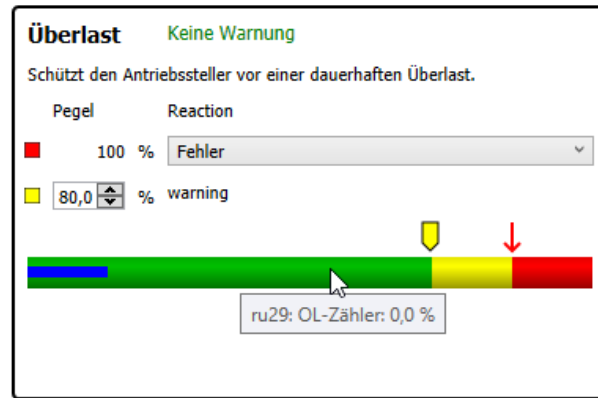 Überlast Keine Warnung
Schützt den Antriebssteller vor einer dauerhaften Überlast.
Pegel Reaction
100 % Fehler
80,0 % warning
ru29: OL-Zähler: 0,0 %